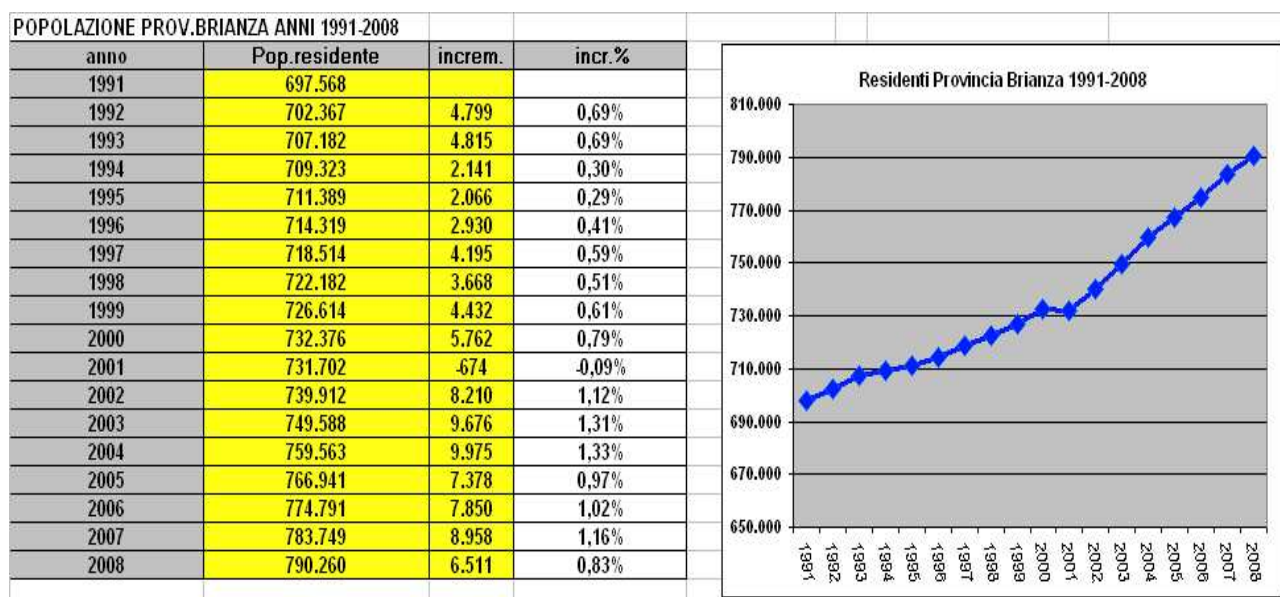 POPOLAZIONE PROV.BRIANZA ANNI 1991-2008
anno Pop.residente increm. incr.%
1991 697.568
1992 702.367 4.799 0,69%
1993 707.182 4.815 0,69%
1994 709.323 2.141 0,30%
1995 711.389 2.066 0,29%
1996 714.319 2.930 0,41%
1997 718.514 4.195 0,59%
1998 722.182 3.668 0,51%
1999 726.614 4.432 0,61%
2000 732.376 5.762 0,79%
2001 731.702 -674 -0,09%
2002 739.912 8.210 1,12%
2003 749.588 9.676 1,31%
2004 759.563 9.975 1,33%
2005 766.941 7.378 0,97%
2006 774.791 7.850 1,02%
2007 783.749 8.958 1,16%
2008 790.260 6.511 0,83%
Residenti Provincia Brianza 1991-2008
810.000
790.000
770.000
750.000
730.000
710.000
690.000
670.000
650.000
1991 1992 1993 1994 1995 1996 1997 1998 1999 2000 2001 2002 2003 2004 2005 2006 2007 2008